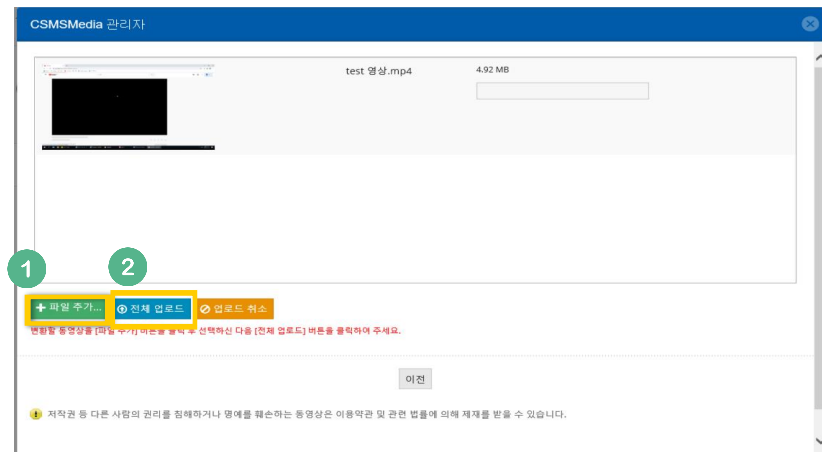 CSMSMedia 관리자
test 영상.mp4 4.92 MB
1 2
파일 추가... 전체 업로드 업로드 취소
변환할 동영상을 [파일 추가] 버튼을 클릭 후 선택하신 다음 [전체 업로드] 버튼을 클릭하여 주세요.
이전
저작권 등 다른 사람의 권리를 침해하거나 명예를 훼손하는 동영상은 이용약관 및 관련 법률에 의해 제재를 받을 수 있습니다.